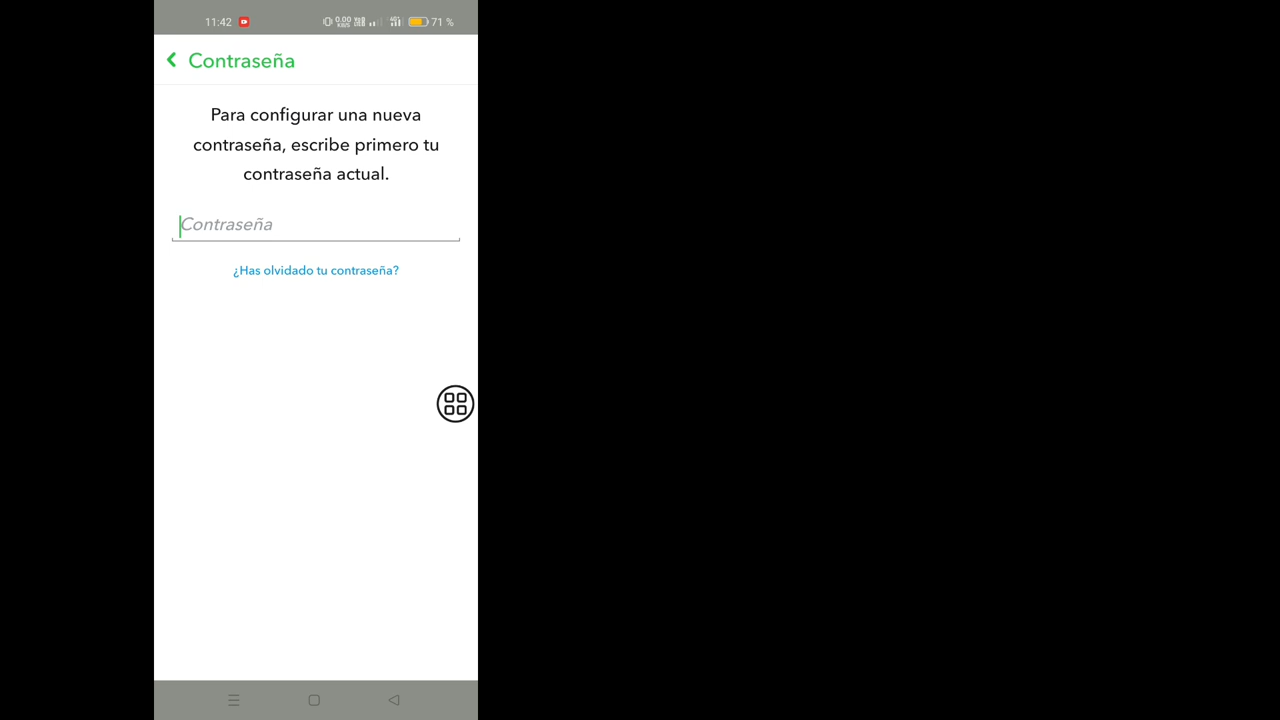 11:42 0.00 KB/S 71 %
Contraseña
Para configurar una nueva
contraseña, escribe primero tu
contraseña actual.
Contraseña
¿Has olvidado tu contraseña?